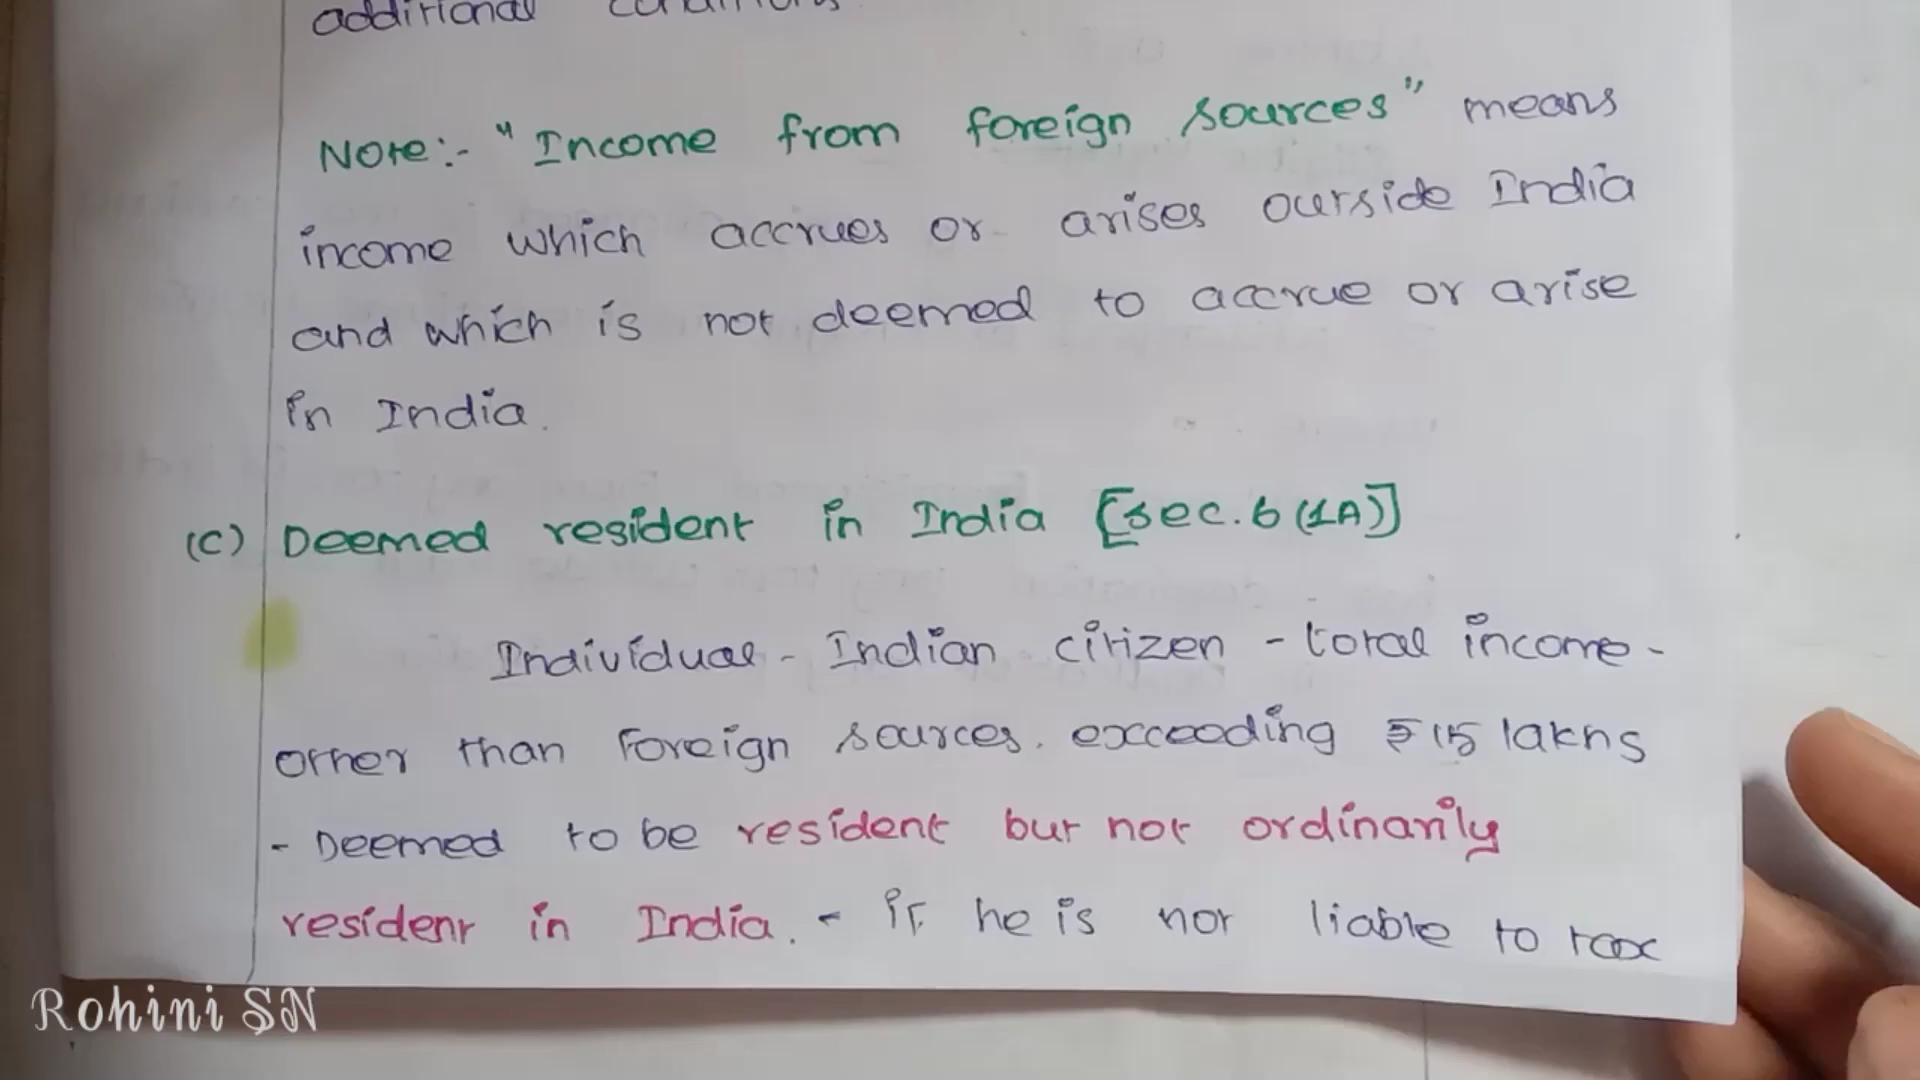 additional conditions
Note:- "Income from foreign sources" means
income which accrues or arises outside India
and which is not deemed to accrue or arise
in India.
(C) Deemed resident in India [sec. 6 (1A)]
Individual - Indian citizen - total income -
other than Foreign sources. exceeding ₹ 15 lakhs
- Deemed to be resident but not ordinarily
resident in India. - if he is not liable to tax
Rohini SN